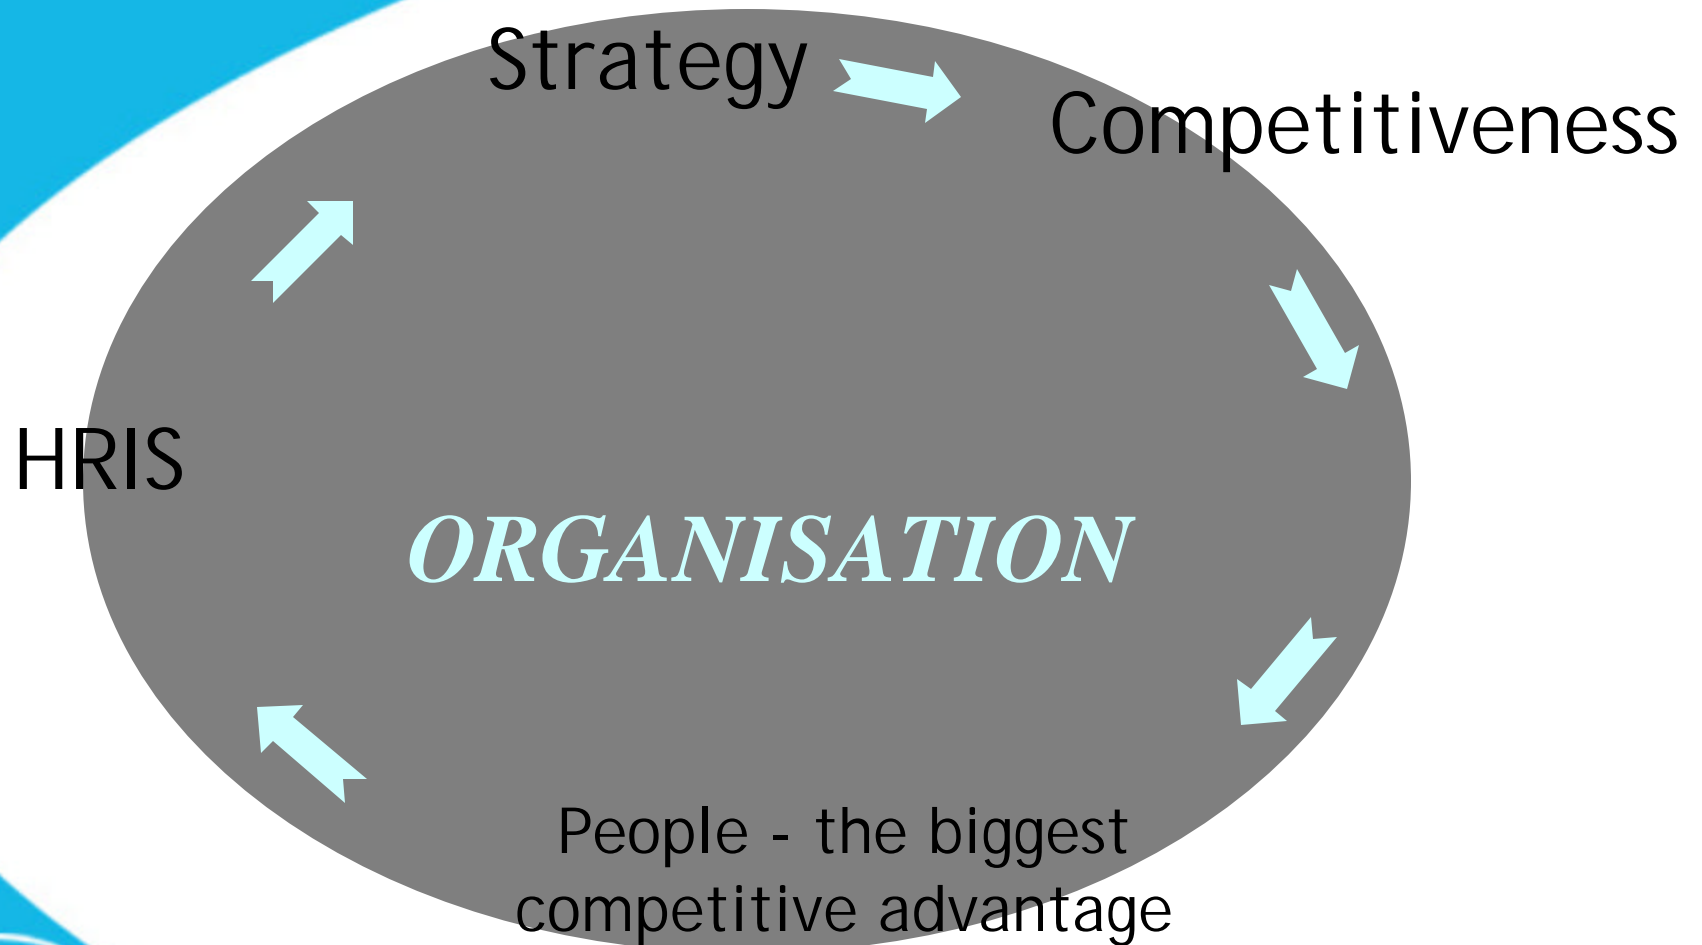 Strategy
Competitiveness
HRIS
ORGANISATION
People - the biggest
competitive advantage